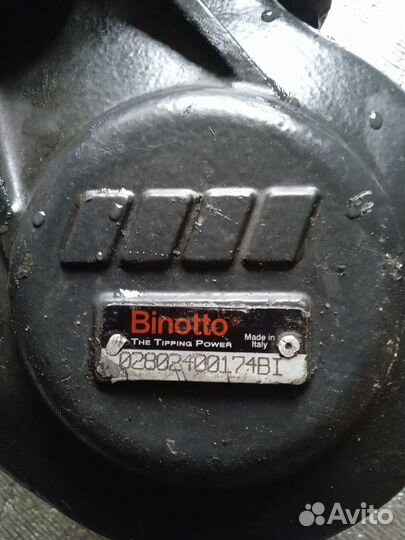 Binotto®
THE TIPPING POWER
Made in
Italy
02802400174BI
Avito